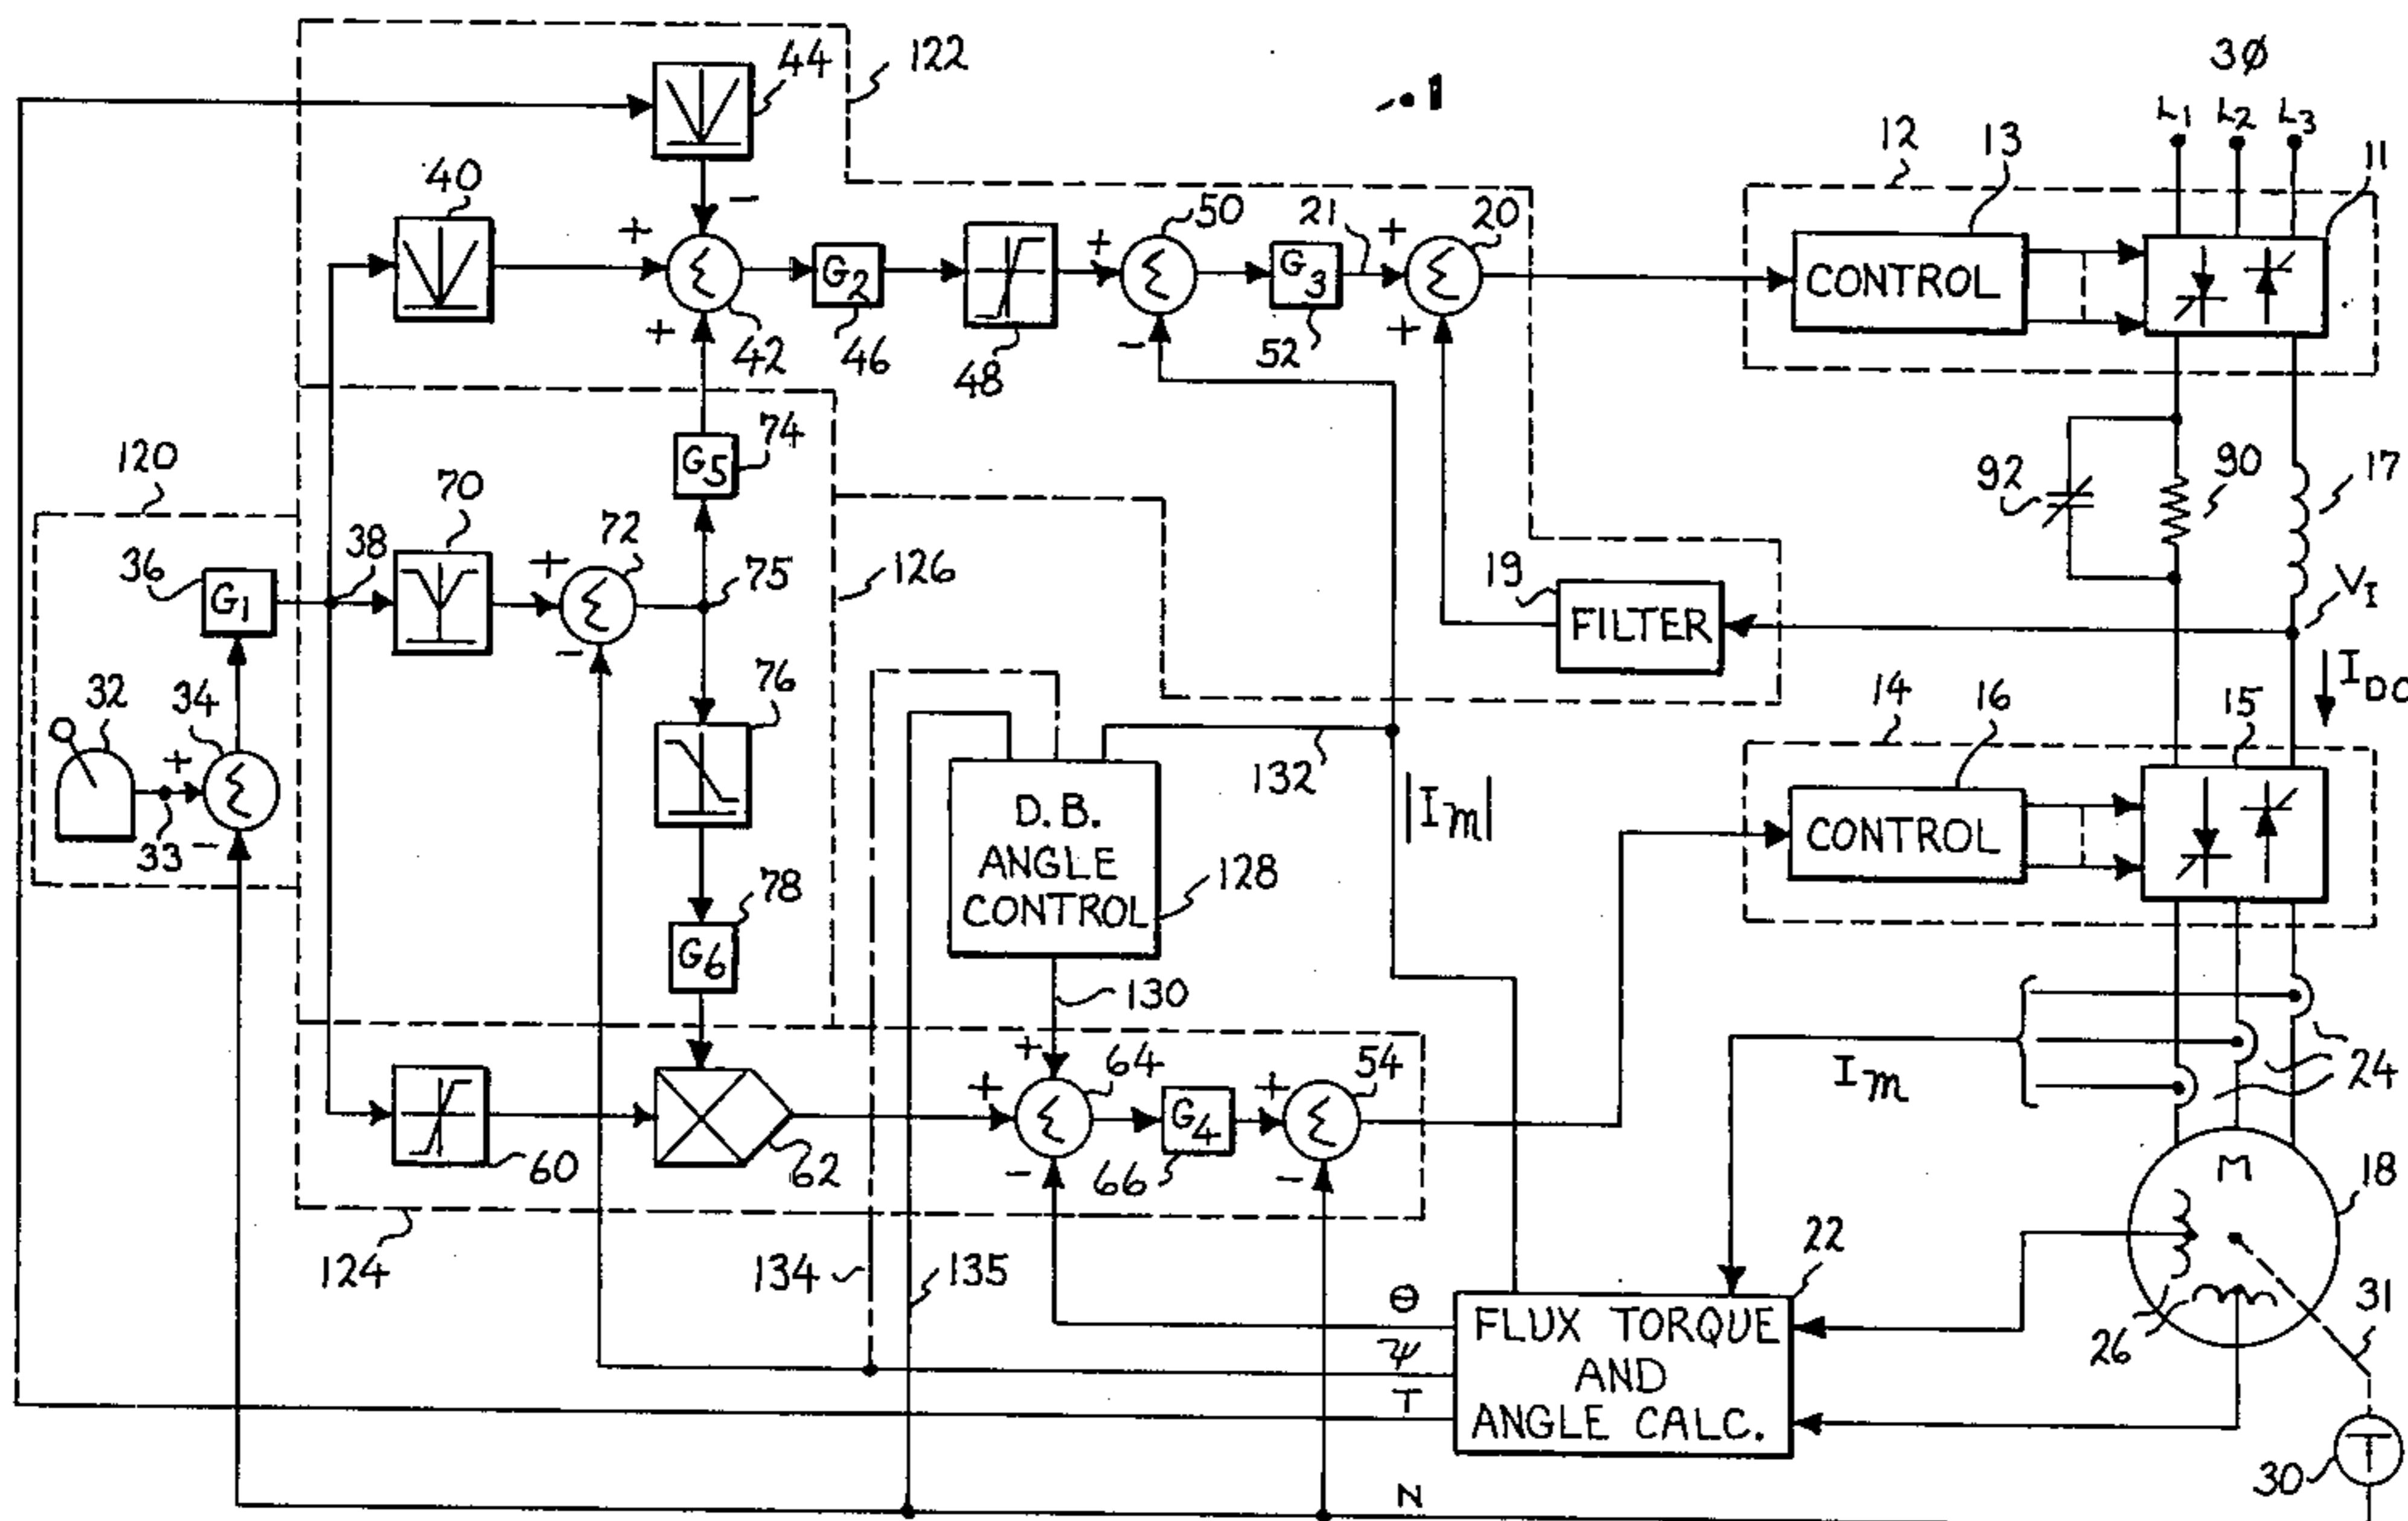 44
122
.1
3Ø
L1 L2 L3
12
13
11
40
+
-
+
42
G2
46
48
+
50
-
G3
52
21
+
20
+
CONTROL
120
36
G1
38
70
+
72
-
G5
74
75
126
92
90
17
19
FILTER
VI
IDC
32
33
+
34
-
76
G6
78
D.B.
ANGLE
CONTROL
128
132
|Im|
14
16
15
CONTROL
130
60
62
+
+
64
-
G4
66
+
54
-
Im
24
124
134
135
Θ
Ψ
T
N
22
FLUX TORQUE
AND
ANGLE CALC.
M
18
26
31
T
30